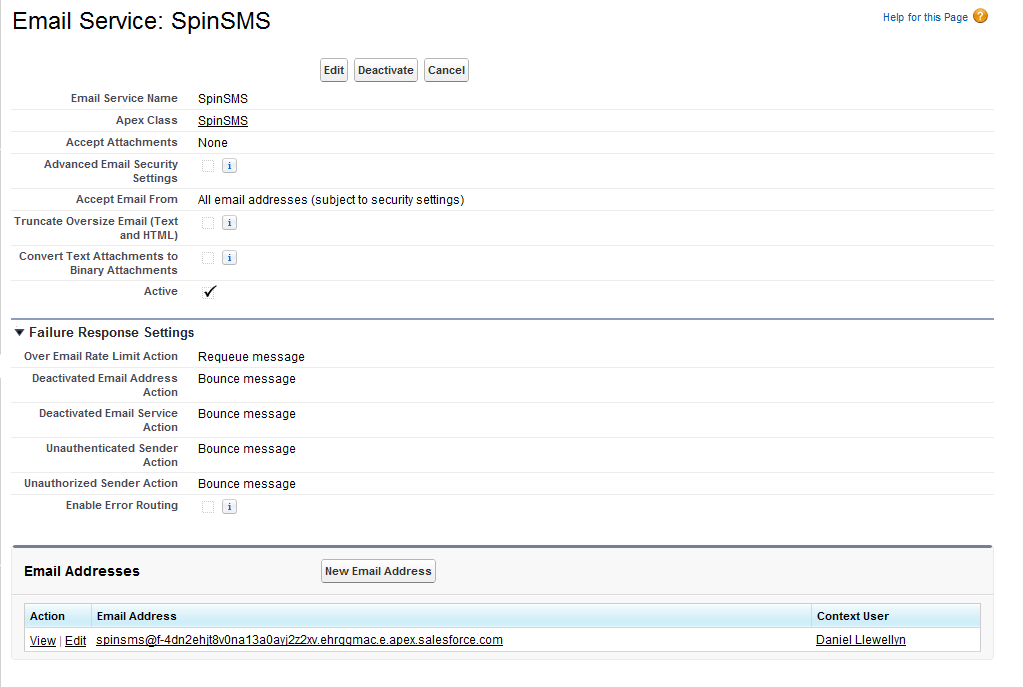 Email Service: SpinSMS
Help for this Page ?
Edit Deactivate Cancel
Email Service Name SpinSMS
Apex Class SpinSMS
Accept Attachments None
Advanced Email Security
Settings i
Accept Email From All email addresses (subject to security settings)
Truncate Oversize Email (Text
and HTML) i
Convert Text Attachments to
Binary Attachments i
Active
Failure Response Settings
Over Email Rate Limit Action Requeue message
Deactivated Email Address
Action Bounce message
Deactivated Email Service
Action Bounce message
Unauthenticated Sender
Action Bounce message
Unauthorized Sender Action Bounce message
Enable Error Routing i
Email Addresses New Email Address
Action Email Address Context User
View | Edit spinsms@f-4dn2ehjt8v0na13a0ayj2z2xv.ehrqqmac.e.apex.salesforce.com Daniel Llewellyn